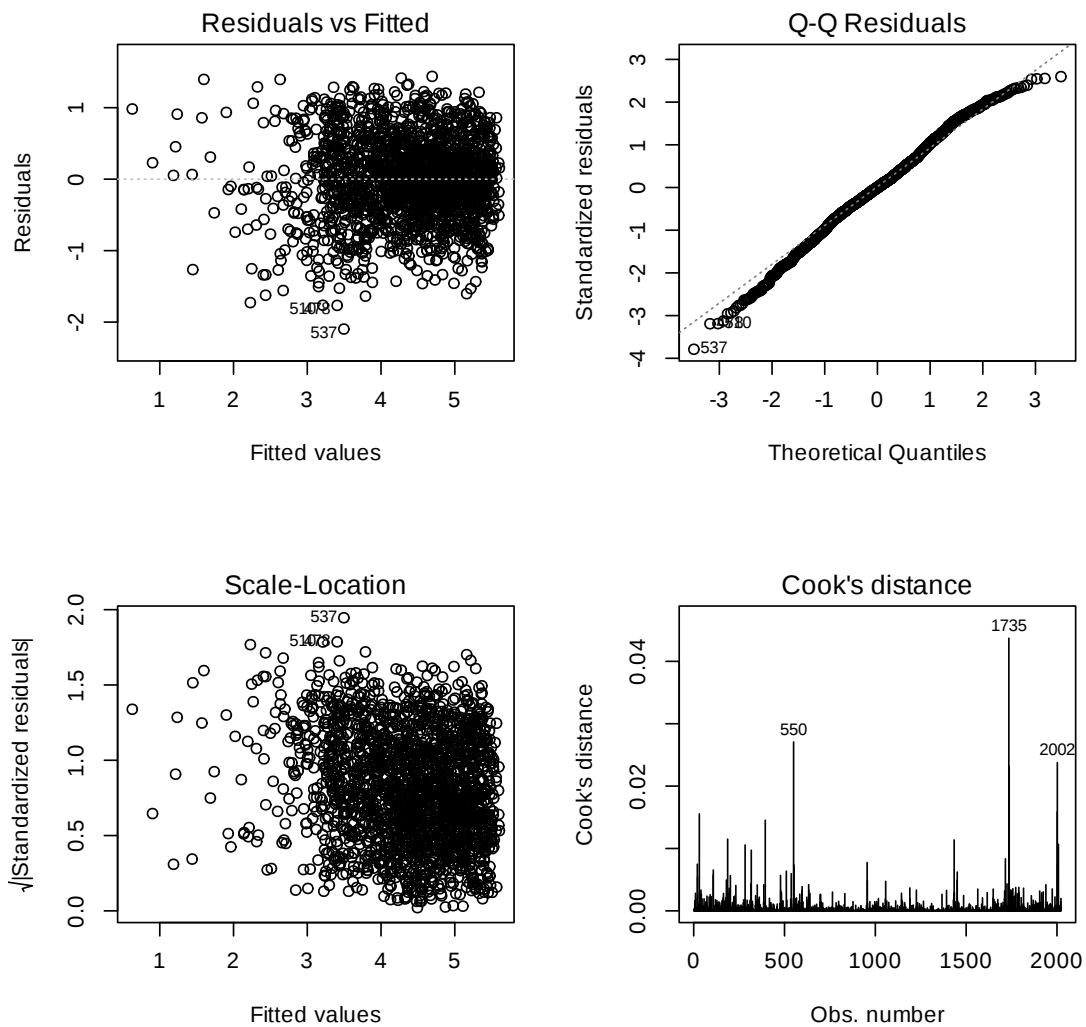 Residuals vs Fitted
Residuals
1
0
-1
-2
537
1 2 3 4 5
Fitted values
Q-Q Residuals
Standardized residuals
3
2
1
0
-1
-2
-3
-4
537
-3 -2 -1 0 1 2 3
Theoretical Quantiles
Scale-Location
√|Standardized residuals|
2.0
1.5
1.0
0.5
0.0
537
1 2 3 4 5
Fitted values
Cook's distance
Cook's distance
0.04
0.02
0.00
1735
550
2002
0 500 1000 1500 2000
Obs. number